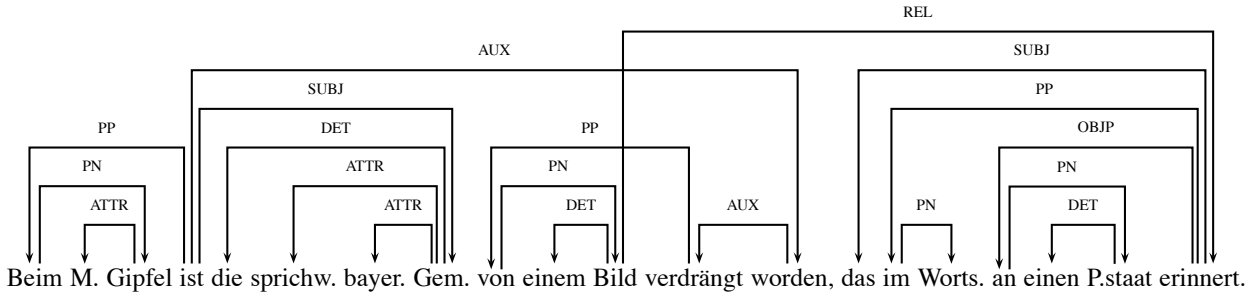 REL
AUX SUBJ
SUBJ PP
PP DET PP OBJP
PN ATTR PN PN
ATTR ATTR DET AUX PN DET
Beim M. Gipfel ist die sprichw. bayer. Gem. von einem Bild verdrängt worden, das im Worts. an einen P.staat erinnert.